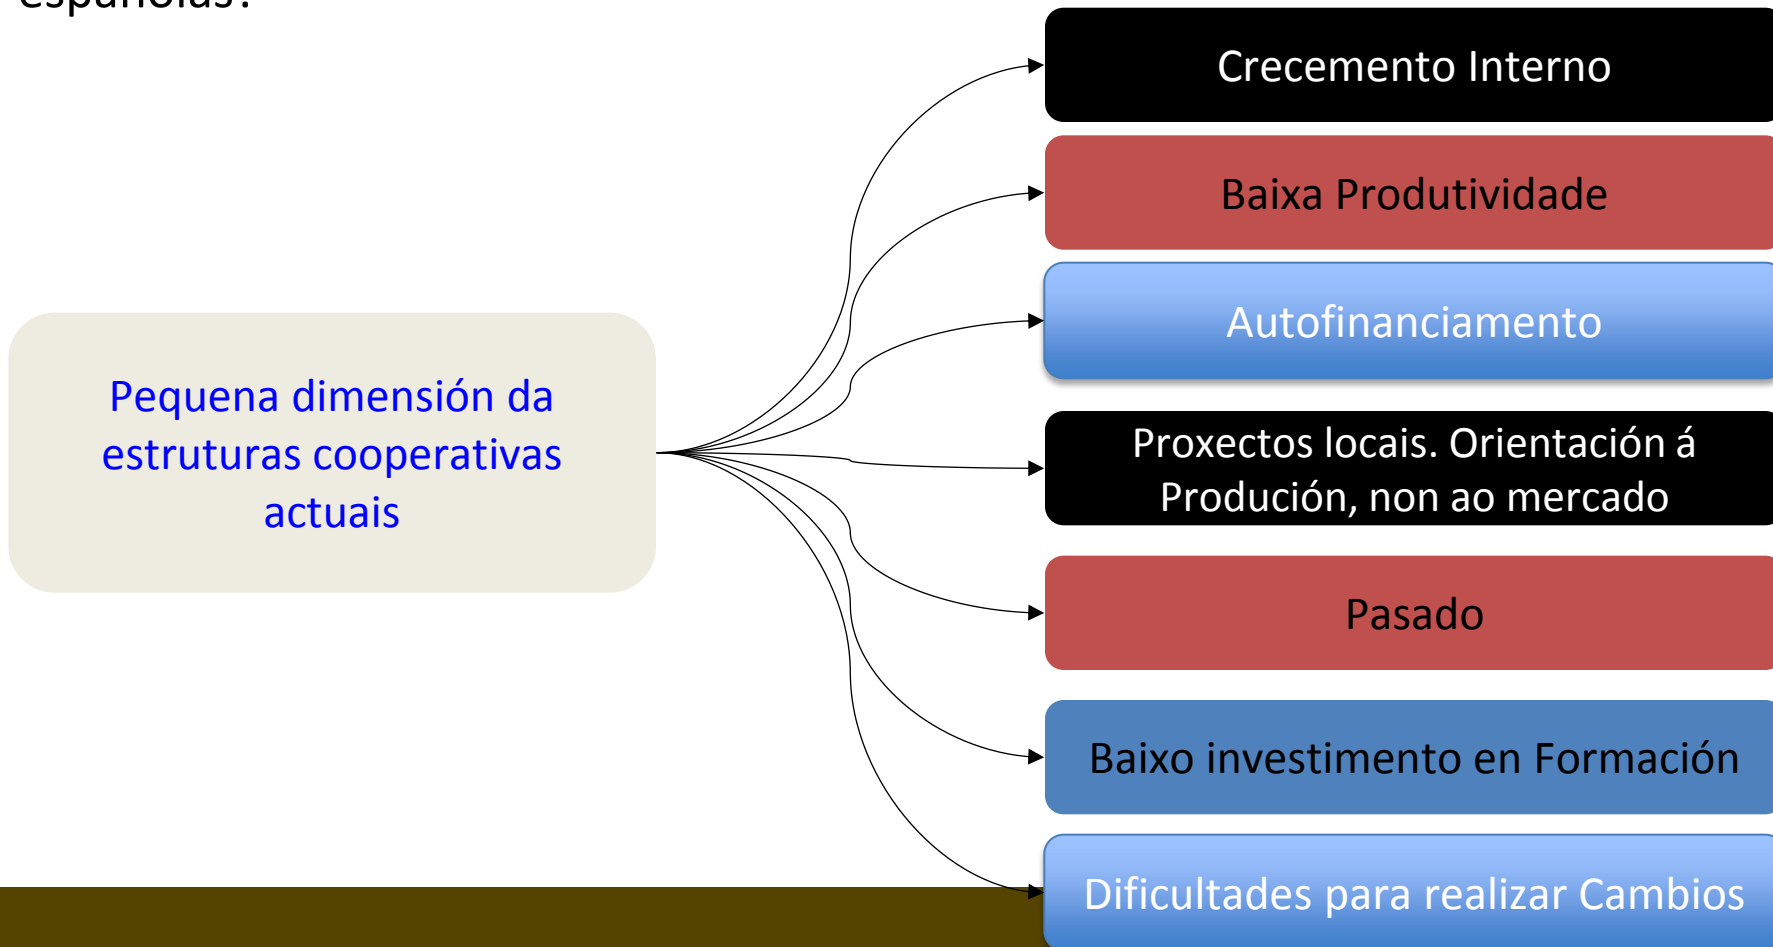 españolas?
Crecemento Interno
Baixa Produtividade
Autofinanciamento
Pequena dimensión da
estruturas cooperativas
actuais
Proxectos locais. Orientación á
Produción, non ao mercado
Pasado
Baixo investimento en Formación
Dificultades para realizar Cambios